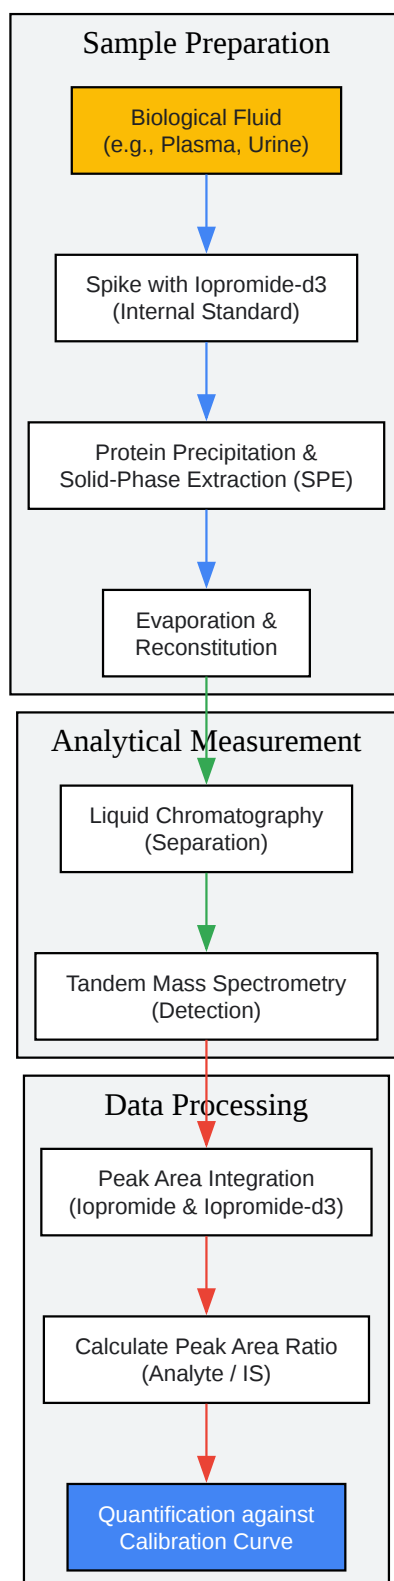 Sample Preparation
Biological Fluid
(e.g., Plasma, Urine)
Spike with Iopromide-d3
(Internal Standard)
Protein Precipitation &
Solid-Phase Extraction (SPE)
Evaporation &
Reconstitution
Analytical Measurement
Liquid Chromatography
(Separation)
Tandem Mass Spectrometry
(Detection)
Data Processing
Peak Area Integration
(Iopromide & Iopromide-d3)
Calculate Peak Area Ratio
(Analyte / IS)
Quantification against
Calibration Curve